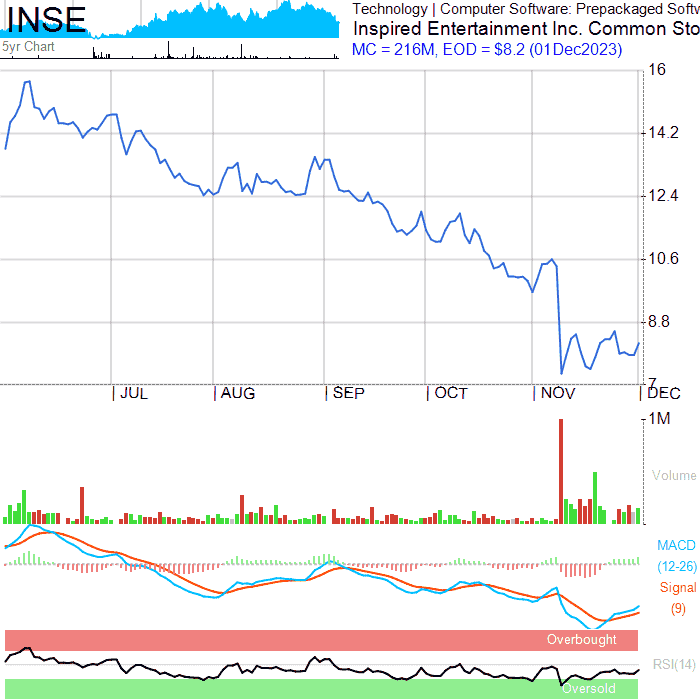 INSE
5yr Chart
Technology | Computer Software: Prepackaged Softw
Inspired Entertainment Inc. Common Sto
MC = 216M, EOD = $8.2 (01Dec2023)
16
14.2
12.4
10.6
8.8
7
JUL
AUG
SEP
OCT
NOV
DEC
1M
Volume
MACD
(12-26)
Signal
(9)
Overbought
RSI(14)
Oversold